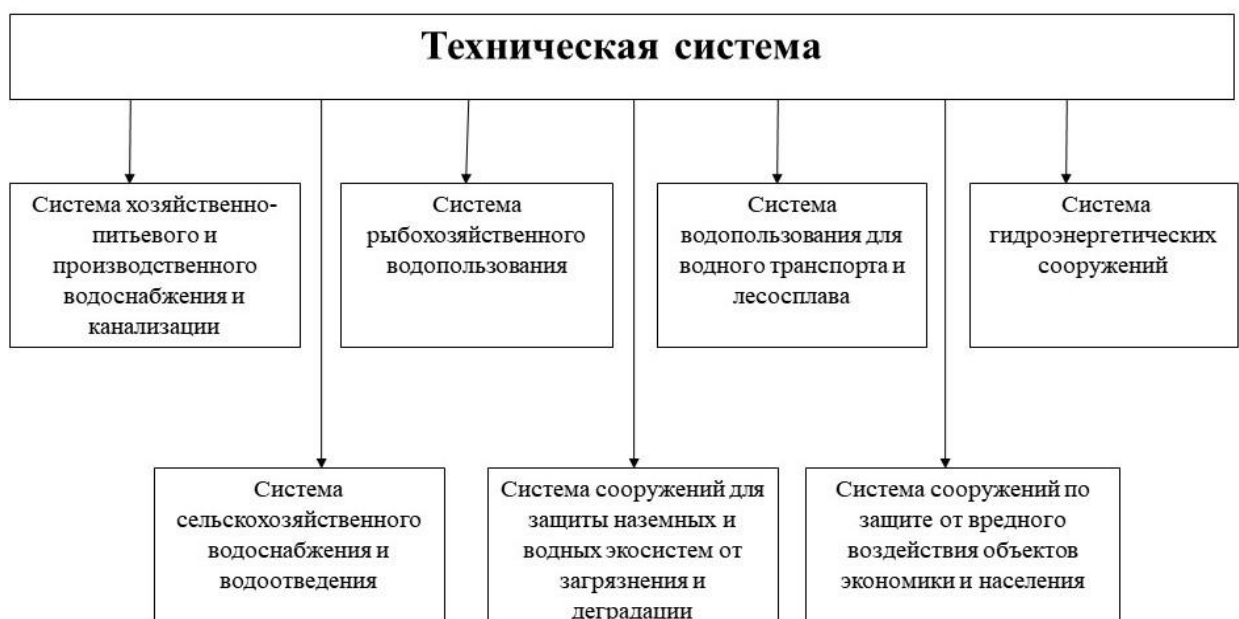 Техническая система
Система хозяйственно-
питьевого и
производственного
водоснабжения и
канализации
Система
рыбохозяйственного
водопользования
Система
водопользования для
водного транспорта и
лесосплава
Система
гидроэнергетических
сооружений
Система
сельскохозяйственного
водоснабжения и
водоотведения
Система сооружений для
защиты наземных и
водных экосистем от
загрязнения и
деградации
Система сооружений по
защите от вредного
воздействия объектов
экономики и населения